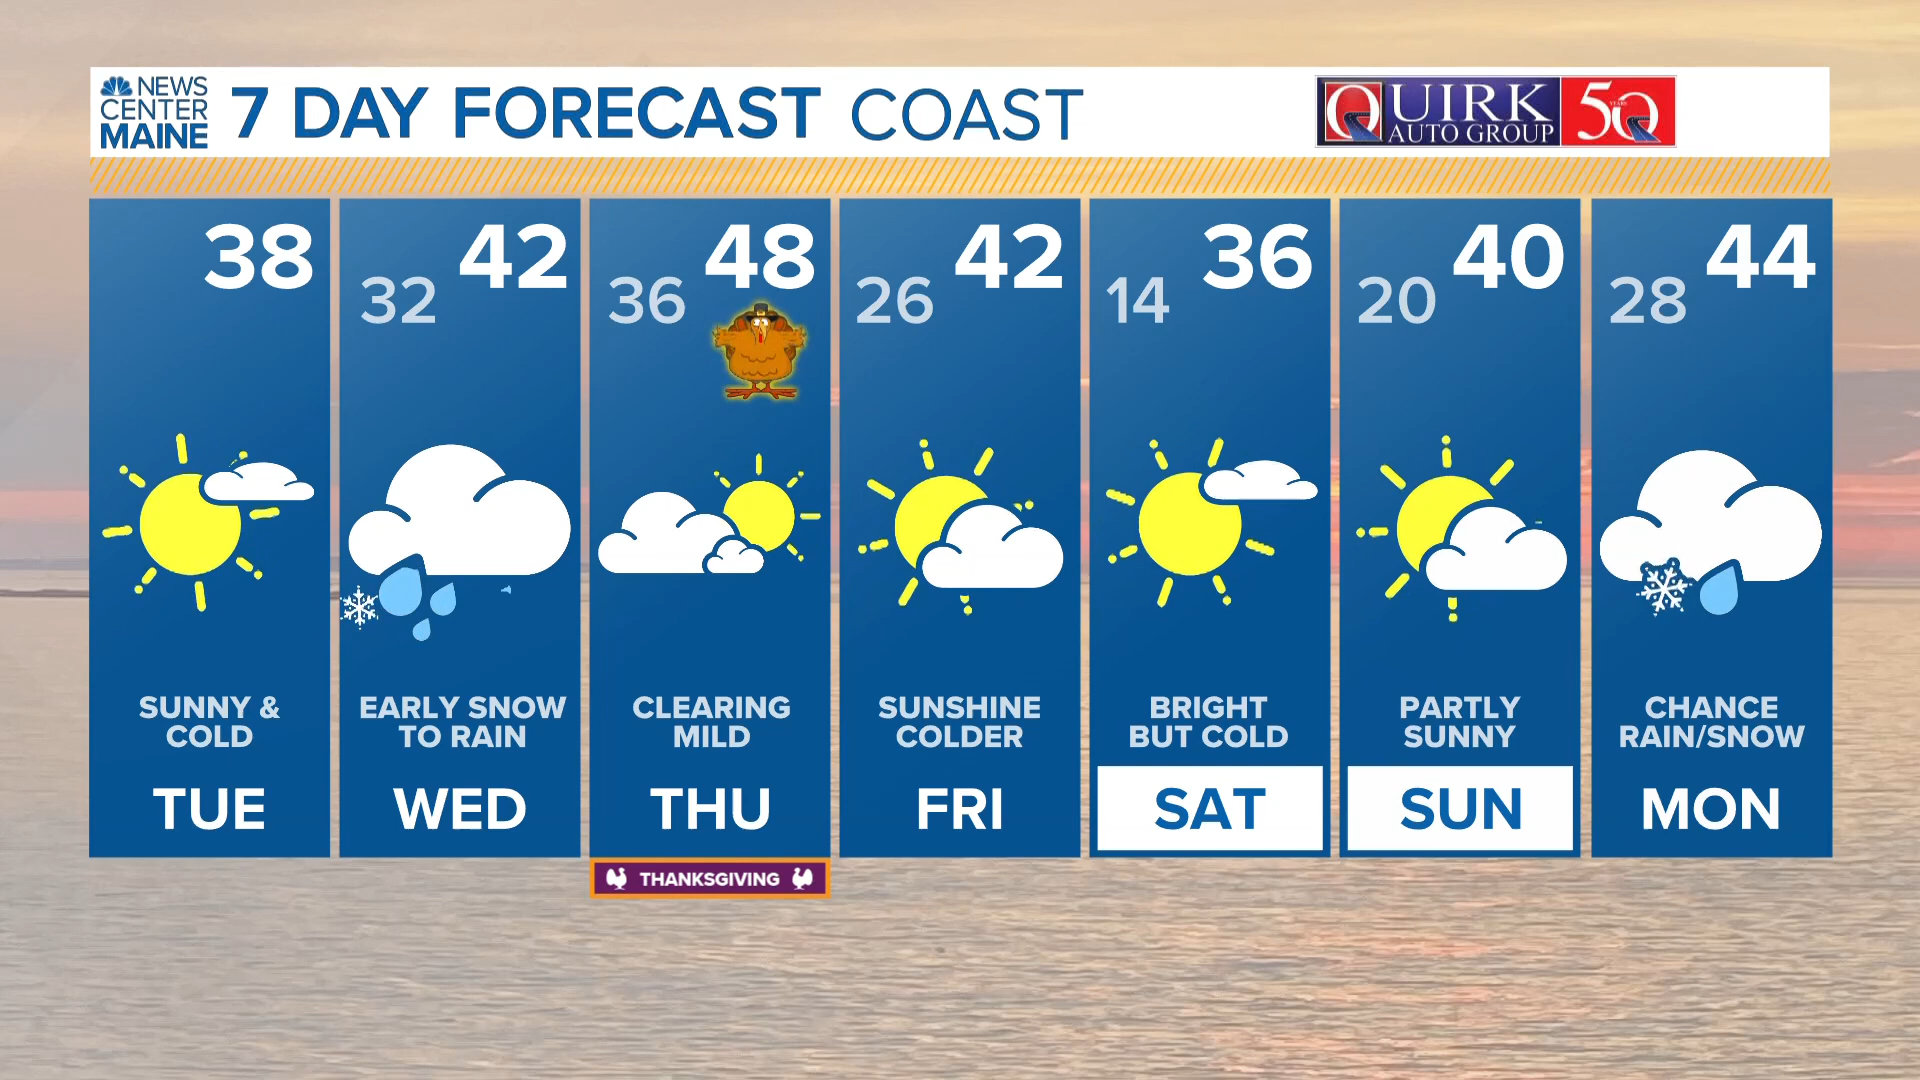 NEWS
CENTER
MAINE
7 DAY FORECAST COAST
QUIRK
AUTO GROUP
50
YEARS
38
32 42
36 48
26 42
14 36
20 40
28 44
SUNNY &
COLD
EARLY SNOW
TO RAIN
CLEARING
MILD
SUNSHINE
COLDER
BRIGHT
BUT COLD
PARTLY
SUNNY
CHANCE
RAIN/SNOW
TUE
WED
THU
FRI
SAT
SUN
MON
THANKSGIVING